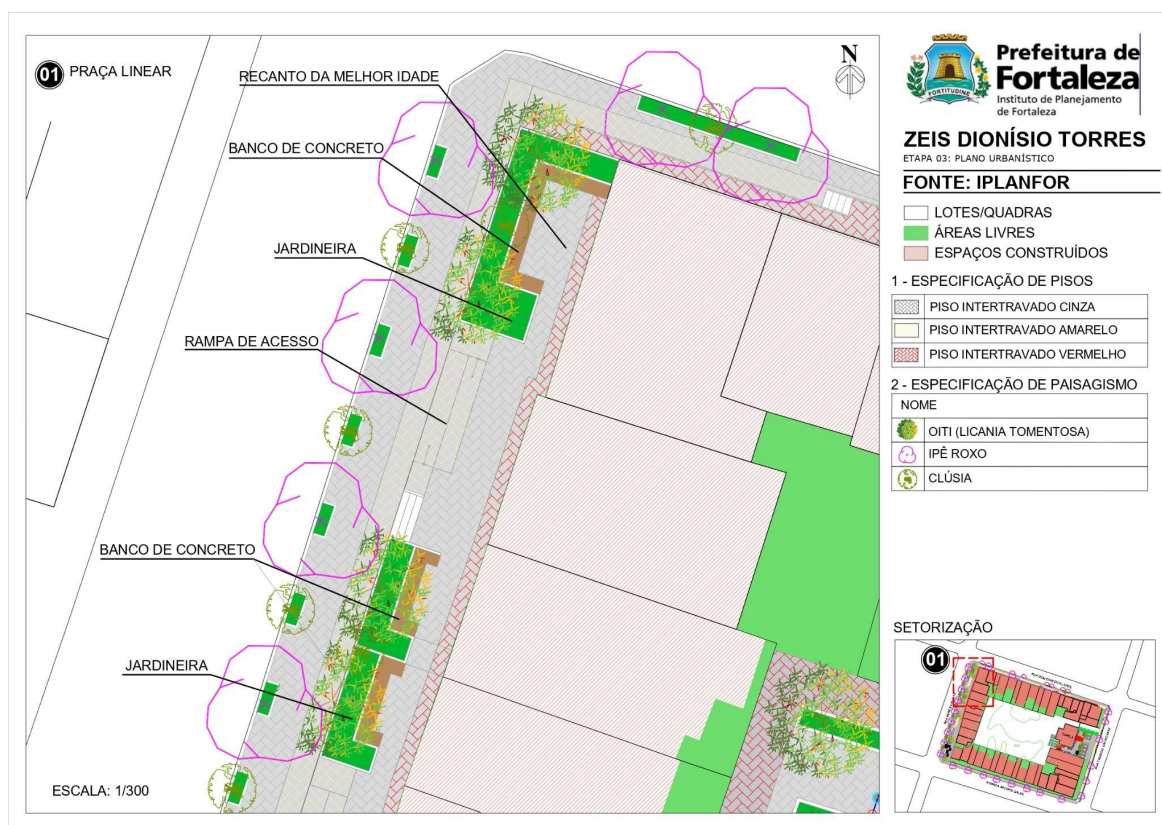 01 PRAÇA LINEAR
RECANTO DA MELHOR IDADE
BANCO DE CONCRETO
JARDINEIRA
RAMPA DE ACESSO
BANCO DE CONCRETO
JARDINEIRA
ESCALA: 1/300
N
FORTITUDINE
Prefeitura de
Fortaleza
Instituto de Planejamento
de Fortaleza
ZEIS DIONÍSIO TORRES
ETAPA 03: PLANO URBANÍSTICO
FONTE: IPLANFOR
LOTES/QUADRAS
ÁREAS LIVRES
ESPAÇOS CONSTRUÍDOS
1 - ESPECIFICAÇÃO DE PISOS
PISO INTERTRAVADO CINZA
PISO INTERTRAVADO AMARELO
PISO INTERTRAVADO VERMELHO
2 - ESPECIFICAÇÃO DE PAISAGISMO
NOME
OITI (LICANIA TOMENTOSA)
IPÊ ROXO
CLÚSIA
SETORIZAÇÃO
01